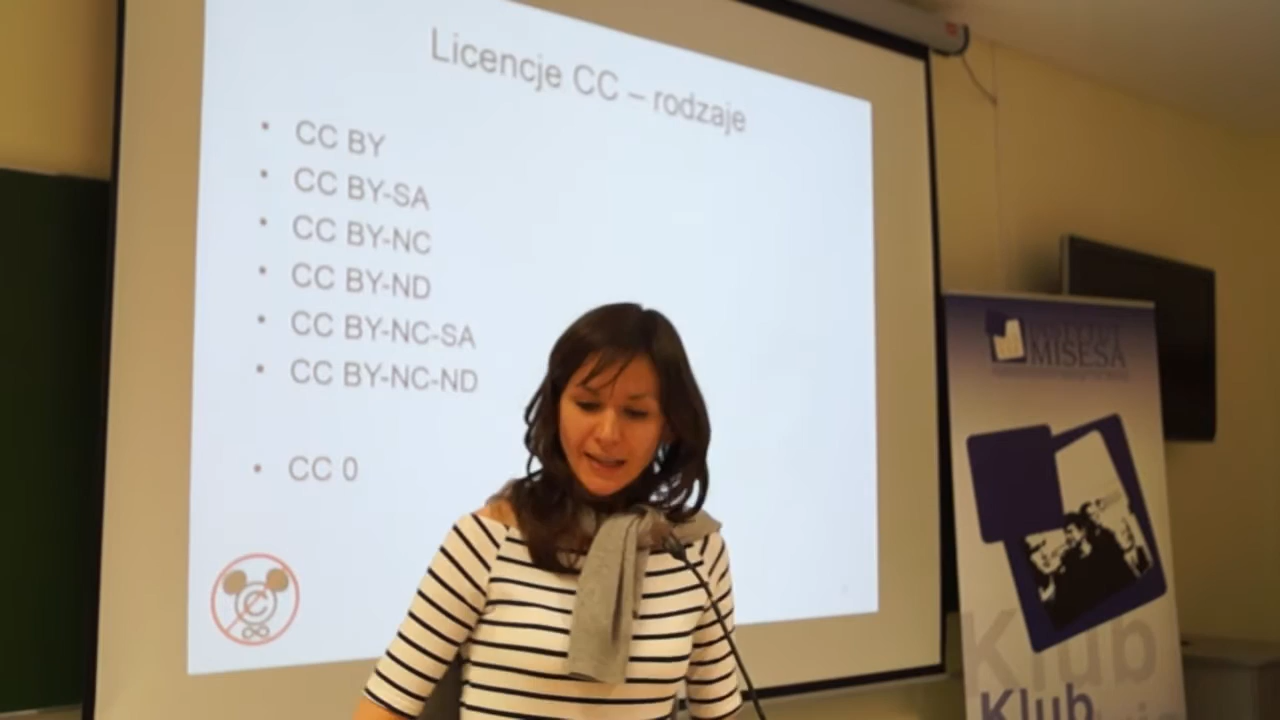 Licencje CC – rodzaje
• CC BY
• CC BY-SA
• CC BY-NC
• CC BY-ND
• CC BY-NC-SA
• CC BY-NC-ND
• CC 0
INSTYTUT
MISESA
Klub
Klub